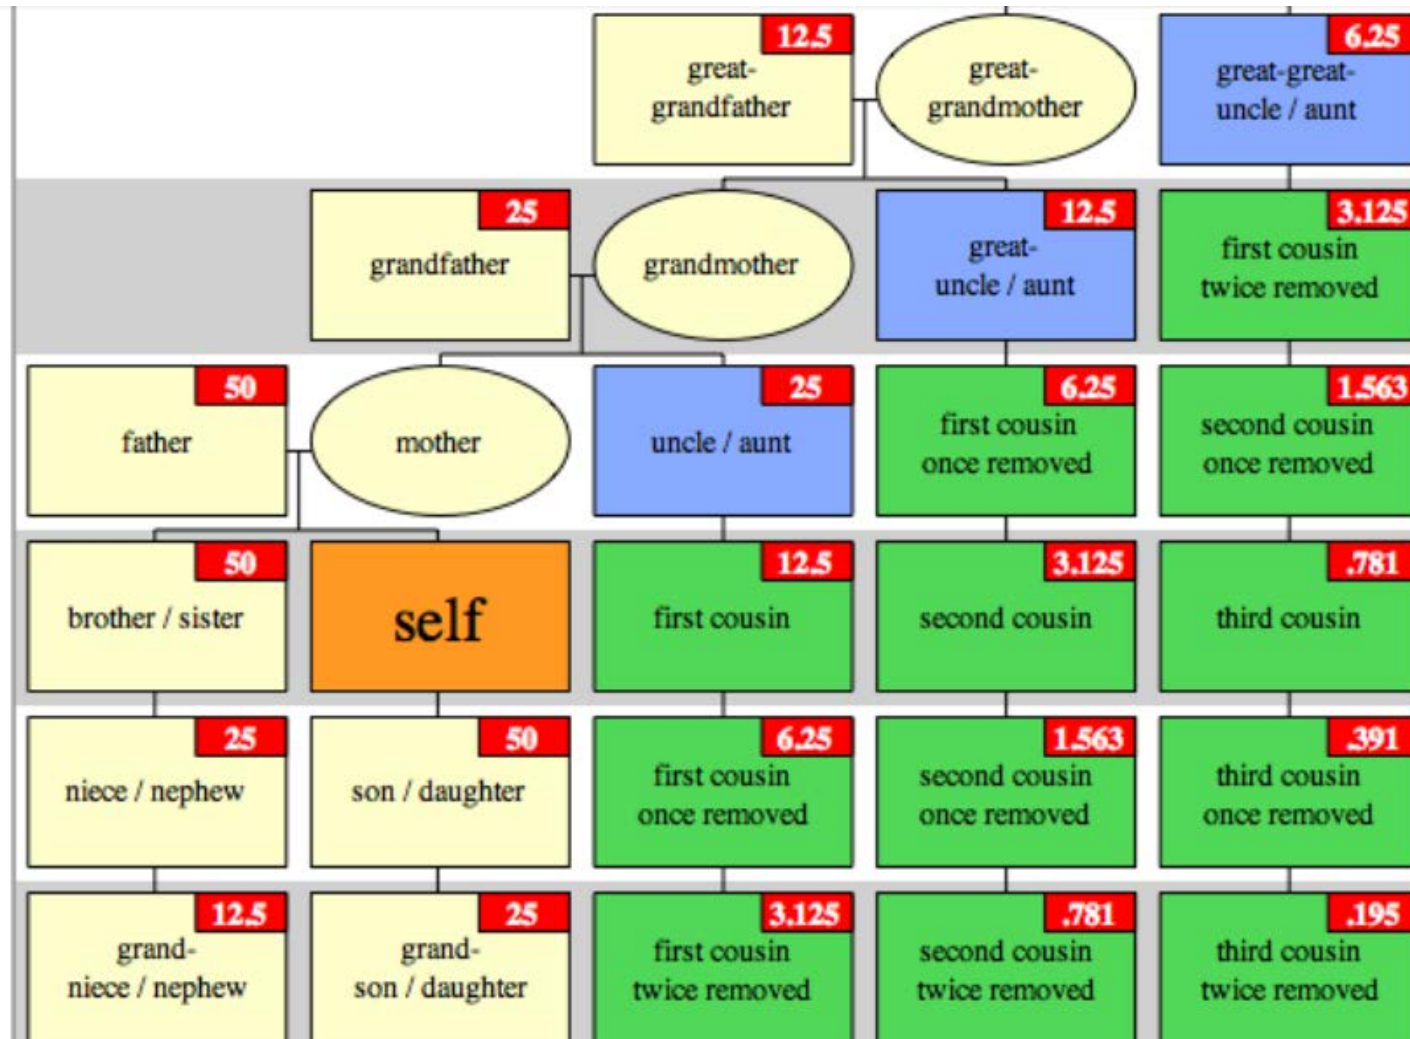 12.5
great-
grandfather
great-
grandmother
6.25
great-great-
uncle / aunt
25
grandfather
grandmother
12.5
great-
uncle / aunt
3.125
first cousin
twice removed
50
father
mother
25
uncle / aunt
6.25
first cousin
once removed
1.563
second cousin
once removed
50
brother / sister
self
12.5
first cousin
3.125
second cousin
.781
third cousin
25
niece / nephew
50
son / daughter
6.25
first cousin
once removed
1.563
second cousin
once removed
.391
third cousin
once removed
12.5
grand-
niece / nephew
25
grand-
son / daughter
3.125
first cousin
twice removed
.781
second cousin
twice removed
.195
third cousin
twice removed